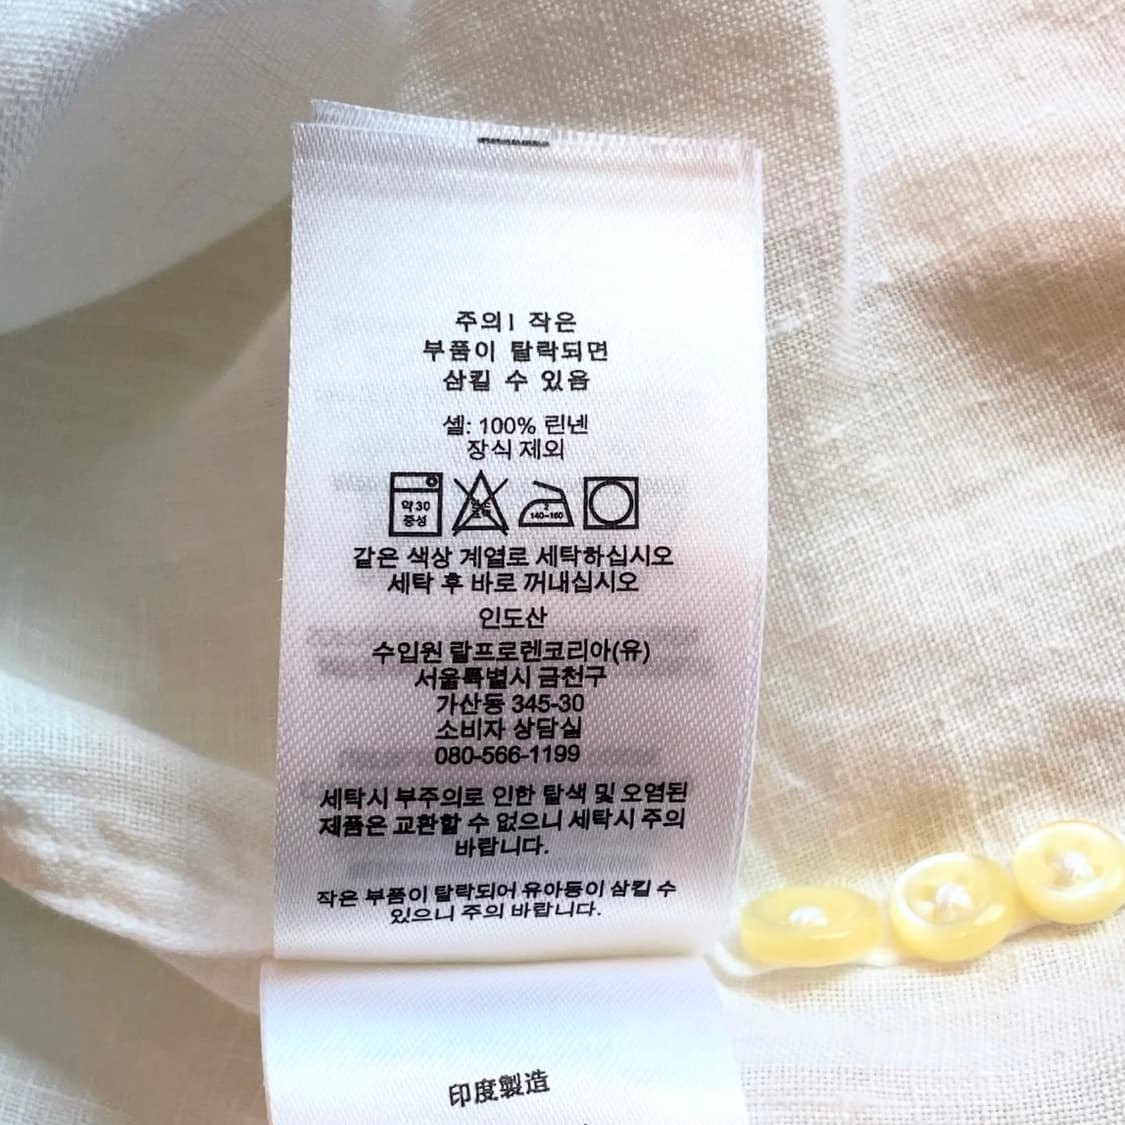 주의! 작은
부품이 탈락되면
삼킬 수 있음
셀: 100% 린넨
장식 제외
약 30
중성
2
140~160
같은 색상 계열로 세탁하십시오
세탁 후 바로 꺼내십시오
인도산
수입원 랄프로렌코리아(유)
서울특별시 금천구
가산동 345-30
소비자 상담실
080-566-1199
세탁시 부주의로 인한 탈색 및 오염된
제품은 교환할 수 없으니 세탁시 주의
바랍니다.
작은 부품이 탈락되어 유아등이 삼킬 수
있으니 주의 바랍니다.
印度製造